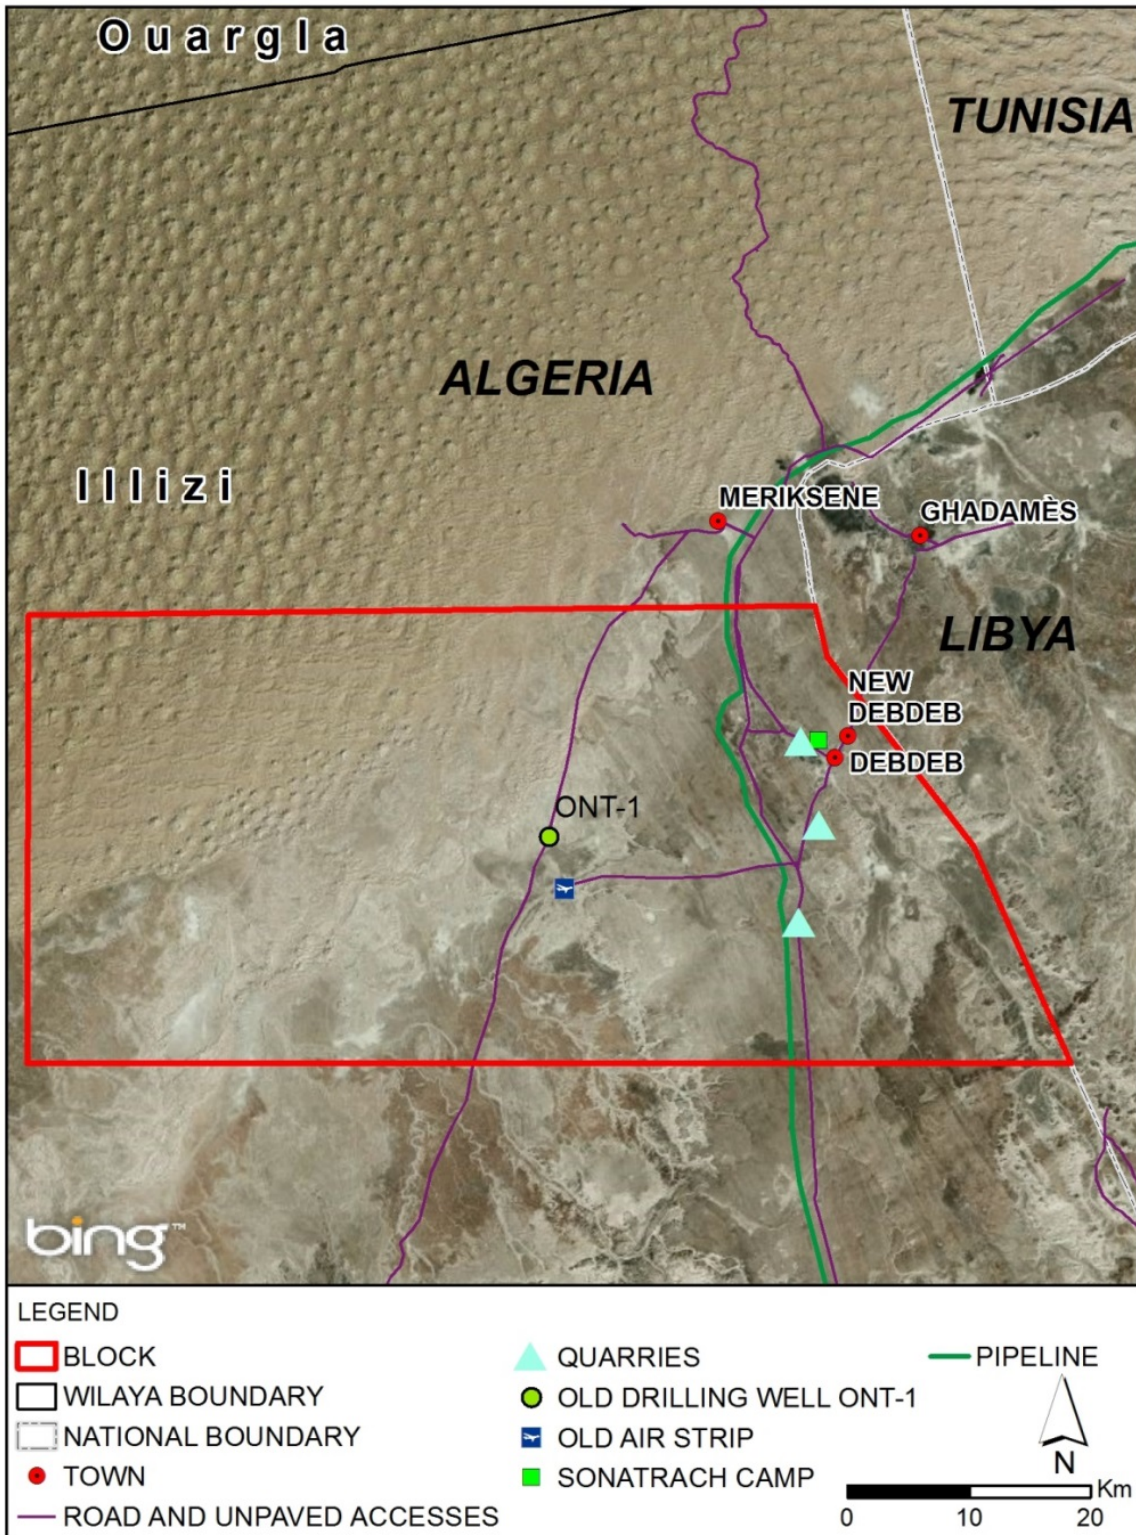 Ouargla
TUNISIA
ALGERIA
Illizi
MERIKSENE
GHADAMÈS
LIBYA
NEW
DEBDEB
DEBDEB
ONT-1
bing™
LEGEND
BLOCK
WILAYA BOUNDARY
NATIONAL BOUNDARY
TOWN
ROAD AND UNPAVED ACCESSES
QUARRIES
OLD DRILLING WELL ONT-1
OLD AIR STRIP
SONATRACH CAMP
PIPELINE
N
Km
0 10 20